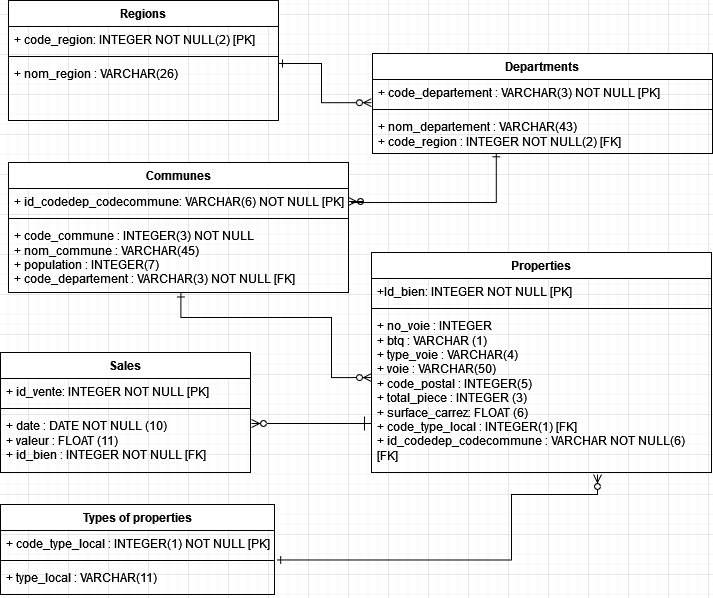 Regions
+ code_region: INTEGER NOT NULL(2) [PK]
+ nom_region : VARCHAR(26)
Departments
+ code_departement : VARCHAR(3) NOT NULL [PK]
+ nom_departement : VARCHAR(43)
+ code_region : INTEGER NOT NULL(2) [FK]
Communes
+ id_codedep_codecommune: VARCHAR(6) NOT NULL [PK]
+ code_commune : INTEGER(3) NOT NULL
+ nom_commune : VARCHAR(45)
+ population : INTEGER(7)
+ code_departement : VARCHAR(3) NOT NULL [FK]
Properties
+Id_bien: INTEGER NOT NULL [PK]
+ no_voie : INTEGER
+ btq : VARCHAR (1)
+ type_voie : VARCHAR(4)
+ voie : VARCHAR(50)
+ code_postal : INTEGER(5)
+ total_piece : INTEGER (3)
+ surface_carrez: FLOAT (6)
+ code_type_local : INTEGER(1) [FK]
+ id_codedep_codecommune : VARCHAR NOT NULL(6)
[FK]
Sales
+ id_vente: INTEGER NOT NULL [PK]
+ date : DATE NOT NULL (10)
+ valeur : FLOAT (11)
+ id_bien : INTEGER NOT NULL [FK]
Types of properties
+ code_type_local : INTEGER(1) NOT NULL [PK]
+ type_local : VARCHAR(11)